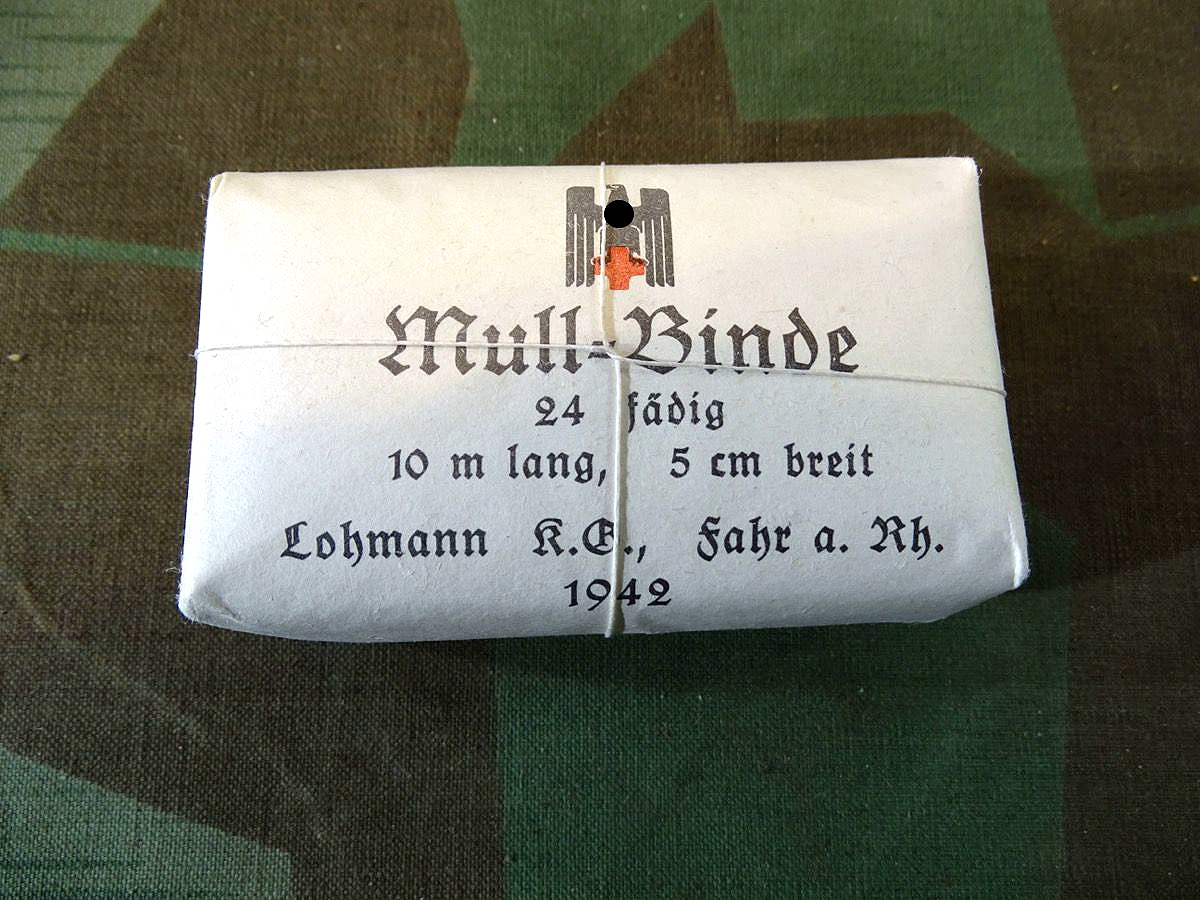 Mull-Binde
24 fädig
10 m lang, 5 cm breit
Lohmann K.G., Fahr a. Rh.
1942